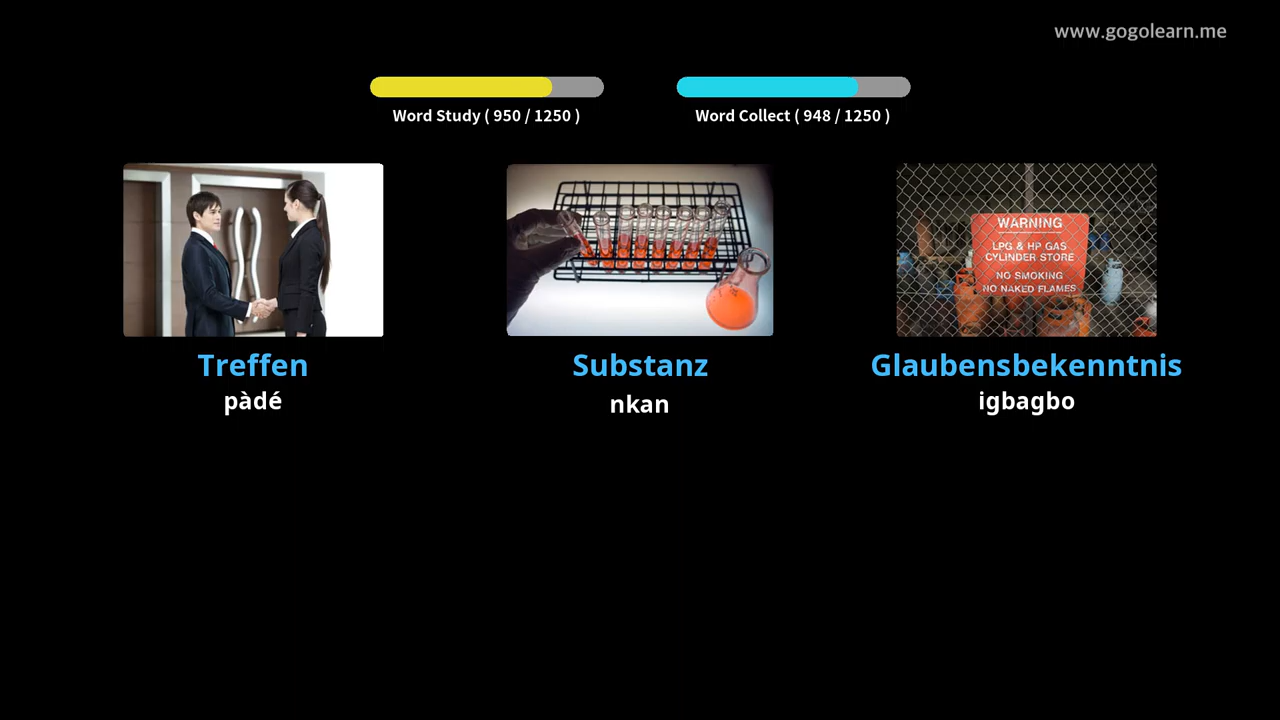 www.gogolearn.me
Word Study ( 950 / 1250 )
Word Collect ( 948 / 1250 )
WARNING
LPG & HP GAS
CYLINDER STORE
NO SMOKING
NO NAKED FLAMES
Treffen
Substanz
Glaubensbekenntnis
pàdé
nkan
igbagbo